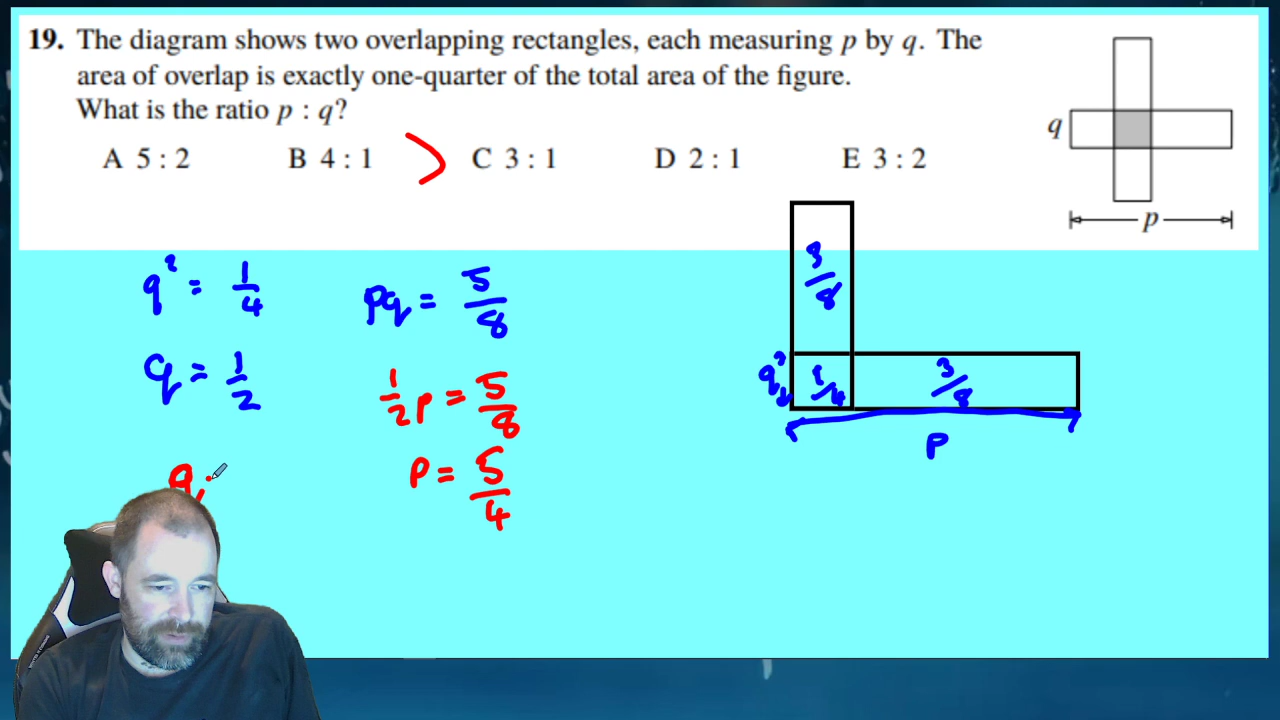 19. The diagram shows two overlapping rectangles, each measuring p by q. The
area of overlap is exactly one-quarter of the total area of the figure.
What is the ratio p : q?
A 5 : 2 B 4 : 1 C 3 : 1 D 2 : 1 E 3 : 2
q
p
q² = 1/4
q = 1/2
pq = 5/8
1/2 p = 5/8
p = 5/4
q :
3/8
q
1/4
3/8
p